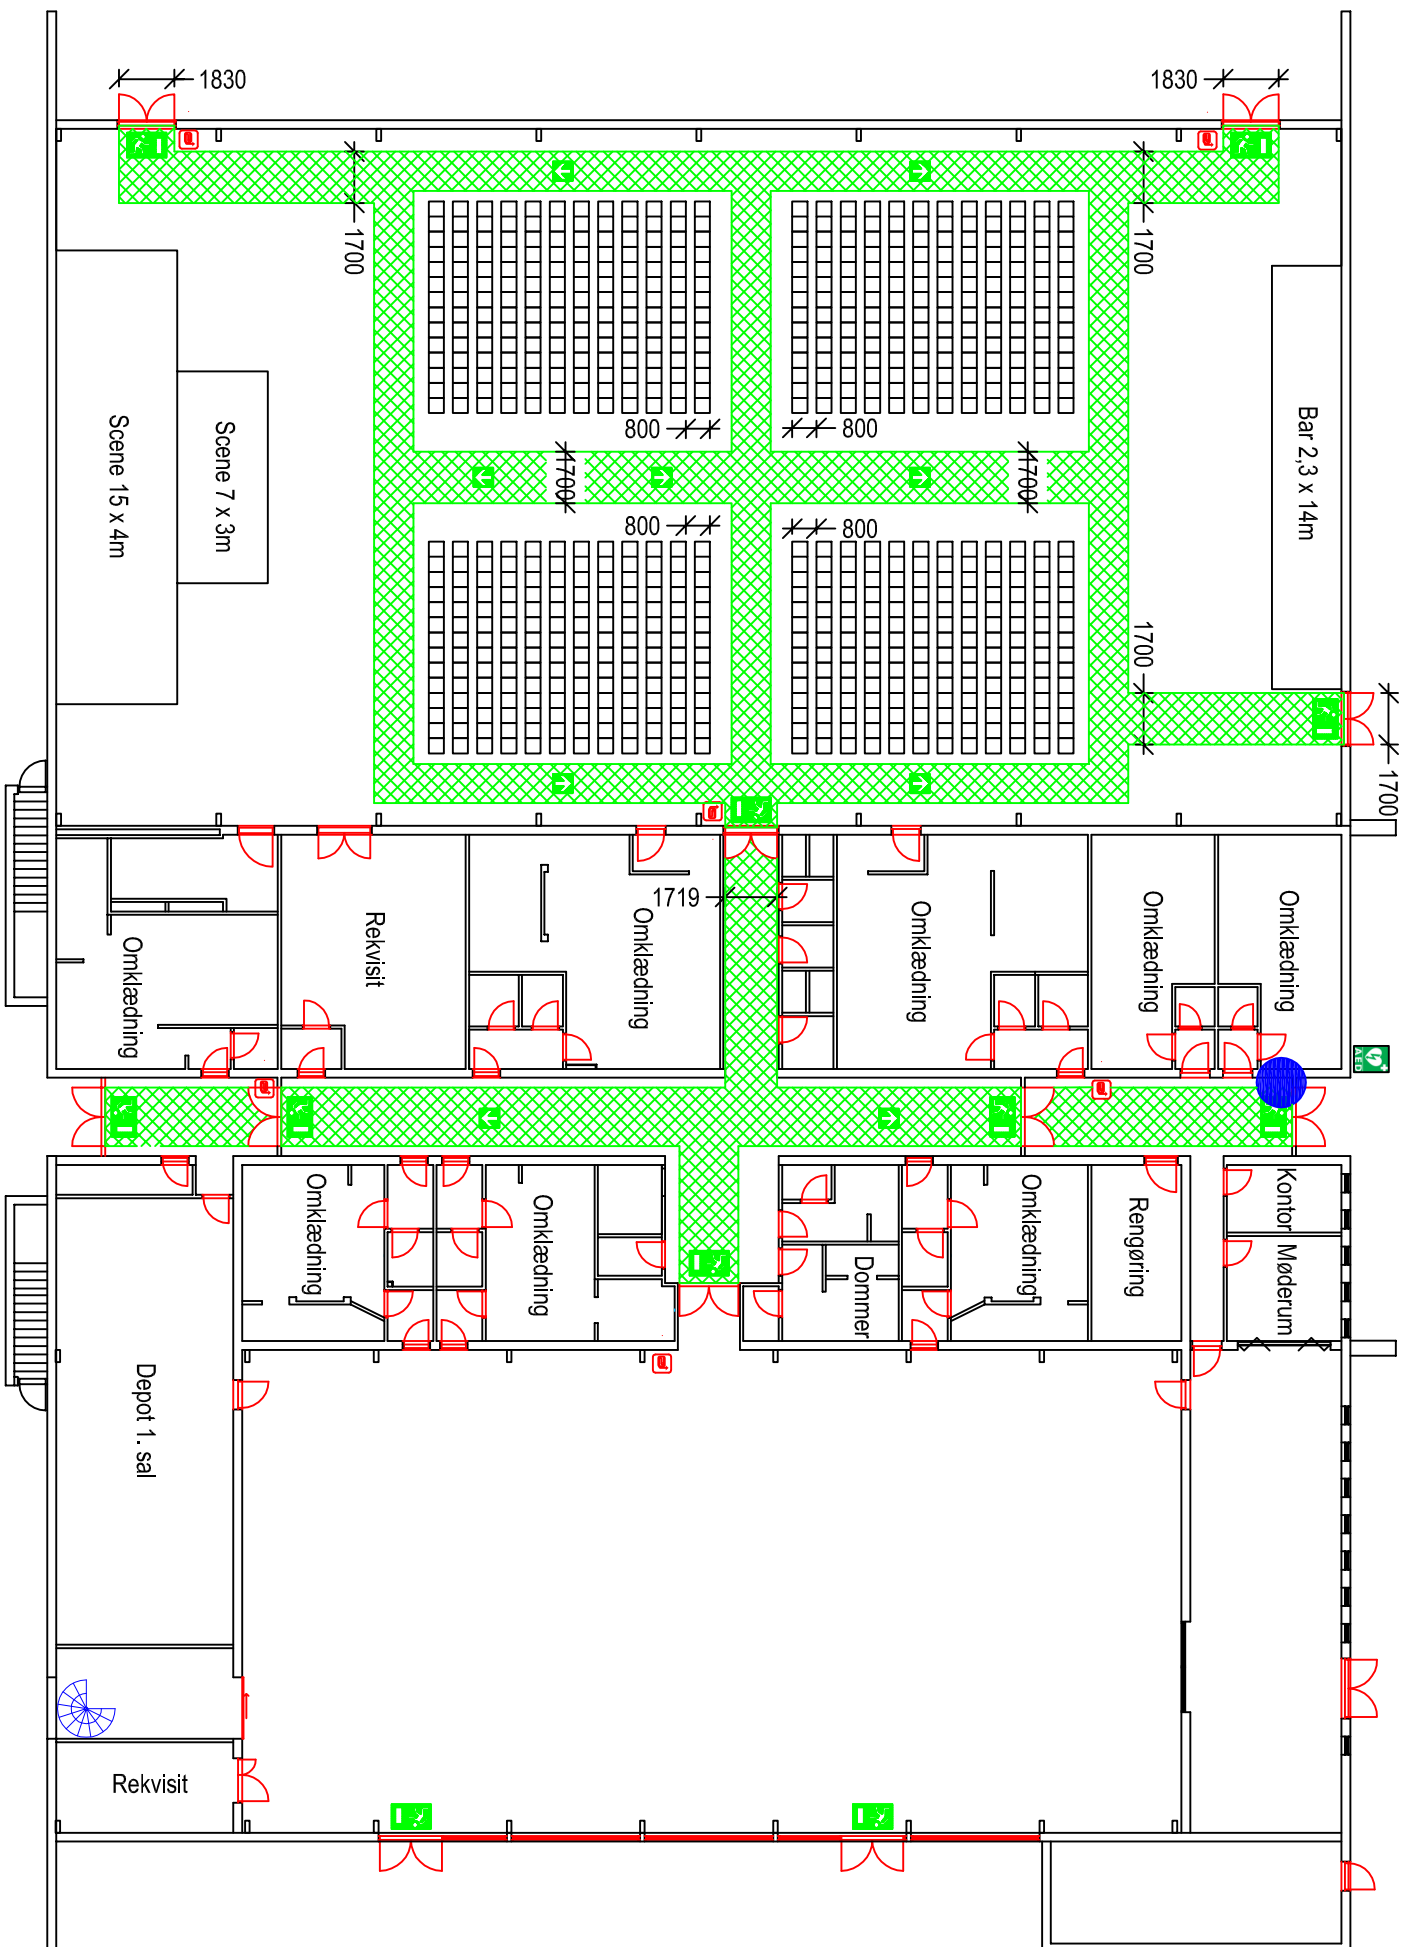 1830
1830
1700
1700
800
800
1700
1700
800
800
Scene 15 x 4m
Scene 7 x 3m
Bar 2,3 x 14m
1700
1700
1719
Omklædning
Rekvisit
Omklædning
Omklædning
Omklædning
Omklædning
AED
Omklædning
Omklædning
Dommer
Omklædning
Rengøring
Kontor
Møderum
Depot 1. sal
Rekvisit